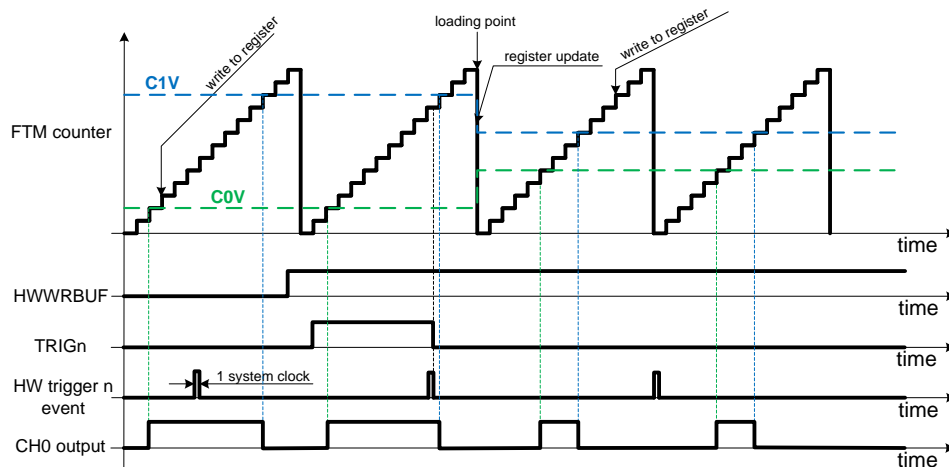 loading point
write to register
register update
write to register
C1V
FTM counter
C0V
time
HWWRBUF
time
TRIGn
time
HW trigger n
event
1 system clock
time
CH0 output
time